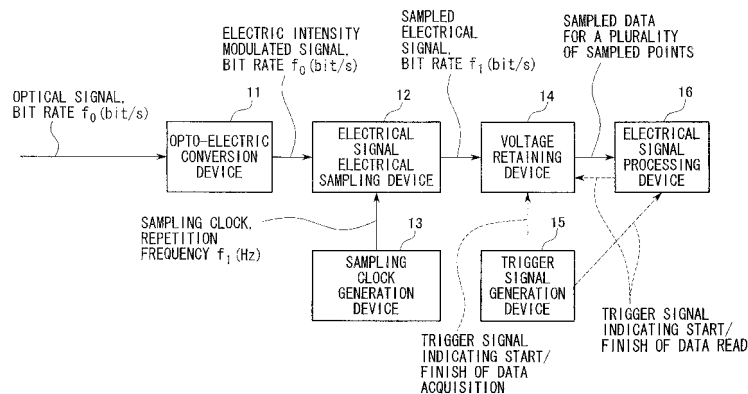 ELECTRIC INTENSITY
MODULATED SIGNAL,
BIT RATE f₀(bit/s)
SAMPLED
ELECTRICAL
SIGNAL,
BIT RATE f₁(bit/s)
SAMPLED DATA
FOR A PLURALITY
OF SAMPLED POINTS
OPTICAL SIGNAL,
BIT RATE f₀(bit/s)
11
OPTO-ELECTRIC
CONVERSION
DEVICE
12
ELECTRICAL
SIGNAL
ELECTRICAL
SAMPLING DEVICE
14
VOLTAGE
RETAINING
DEVICE
16
ELECTRICAL
SIGNAL
PROCESSING
DEVICE
SAMPLING CLOCK,
REPETITION
FREQUENCY f₁(Hz)
13
SAMPLING
CLOCK
GENERATION
DEVICE
15
TRIGGER
SIGNAL
GENERATION
DEVICE
TRIGGER SIGNAL
INDICATING START/
FINISH OF DATA
ACQUISITION
TRIGGER SIGNAL
INDICATING START/
FINISH OF DATA READ